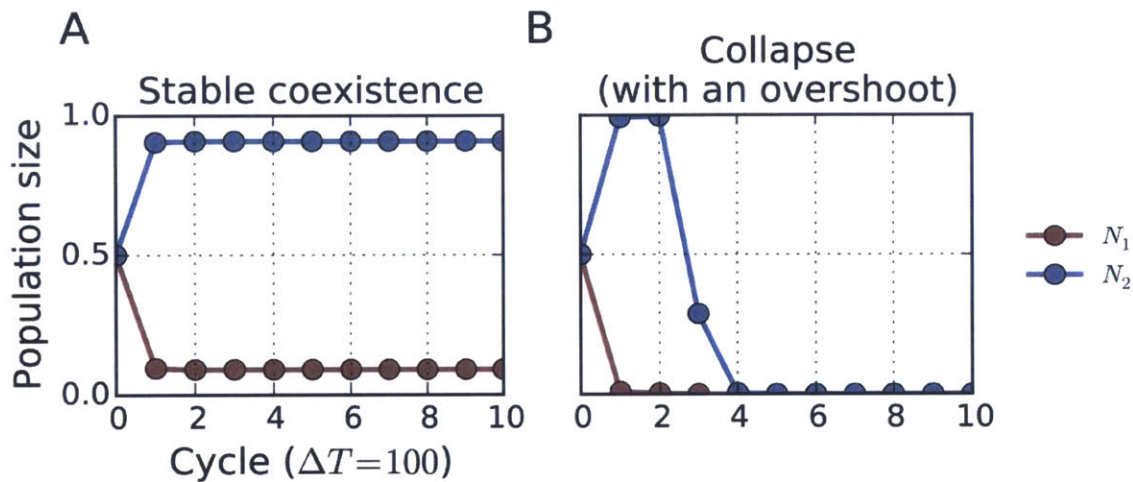 A
Stable coexistence
Population size
1.0
0.5
0.0
0 2 4 6 8 10
Cycle (ΔT=100)
B
Collapse
(with an overshoot)
0 2 4 6 8 10
N₁
N₂